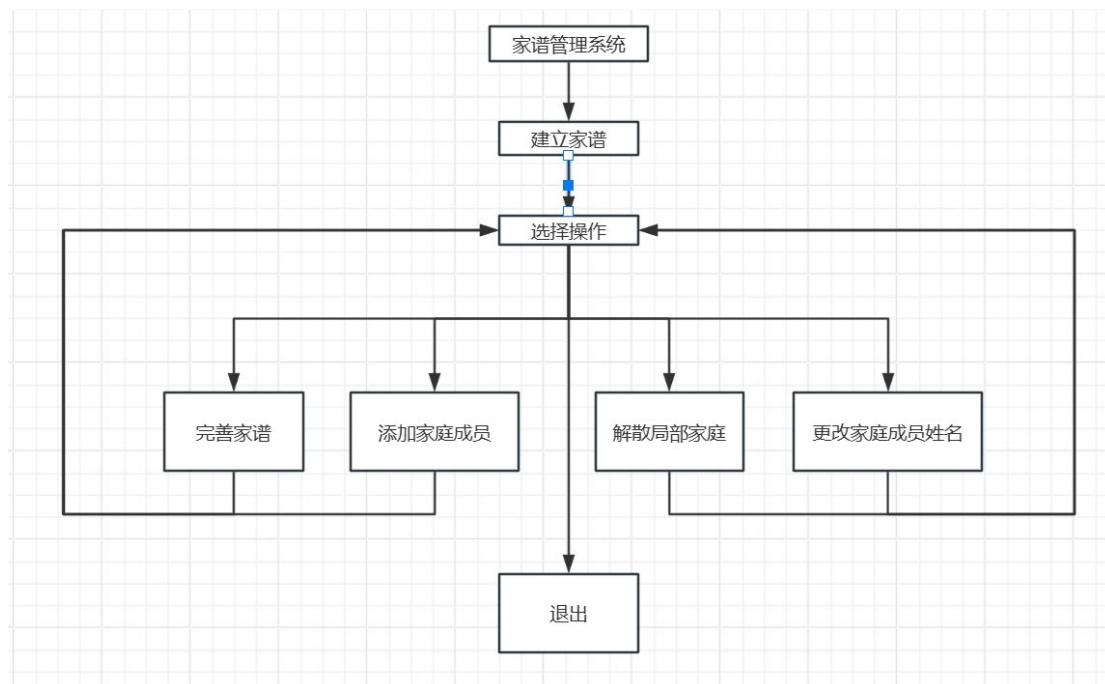 家谱管理系统
建立家谱
选择操作
完善家谱
添加家庭成员
解散局部家庭
更改家庭成员姓名
退出